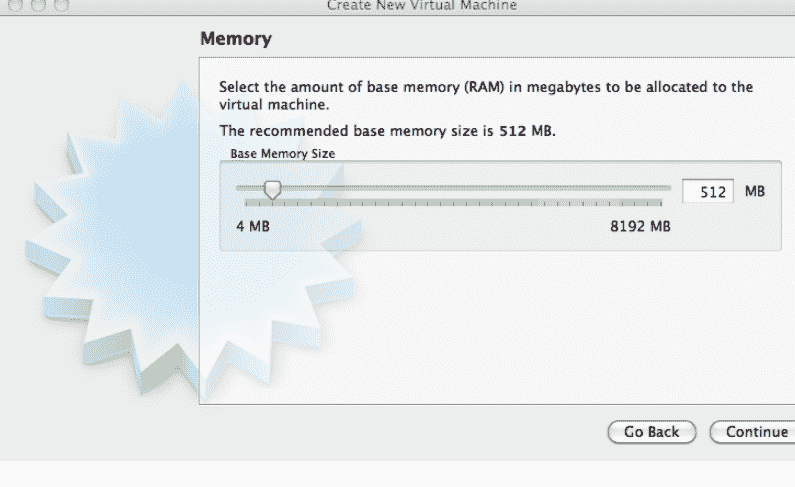 Create New Virtual Machine
Memory
Select the amount of base memory (RAM) in megabytes to be allocated to the
virtual machine.
The recommended base memory size is 512 MB.
Base Memory Size
512 MB
4 MB 8192 MB
Go Back Continue